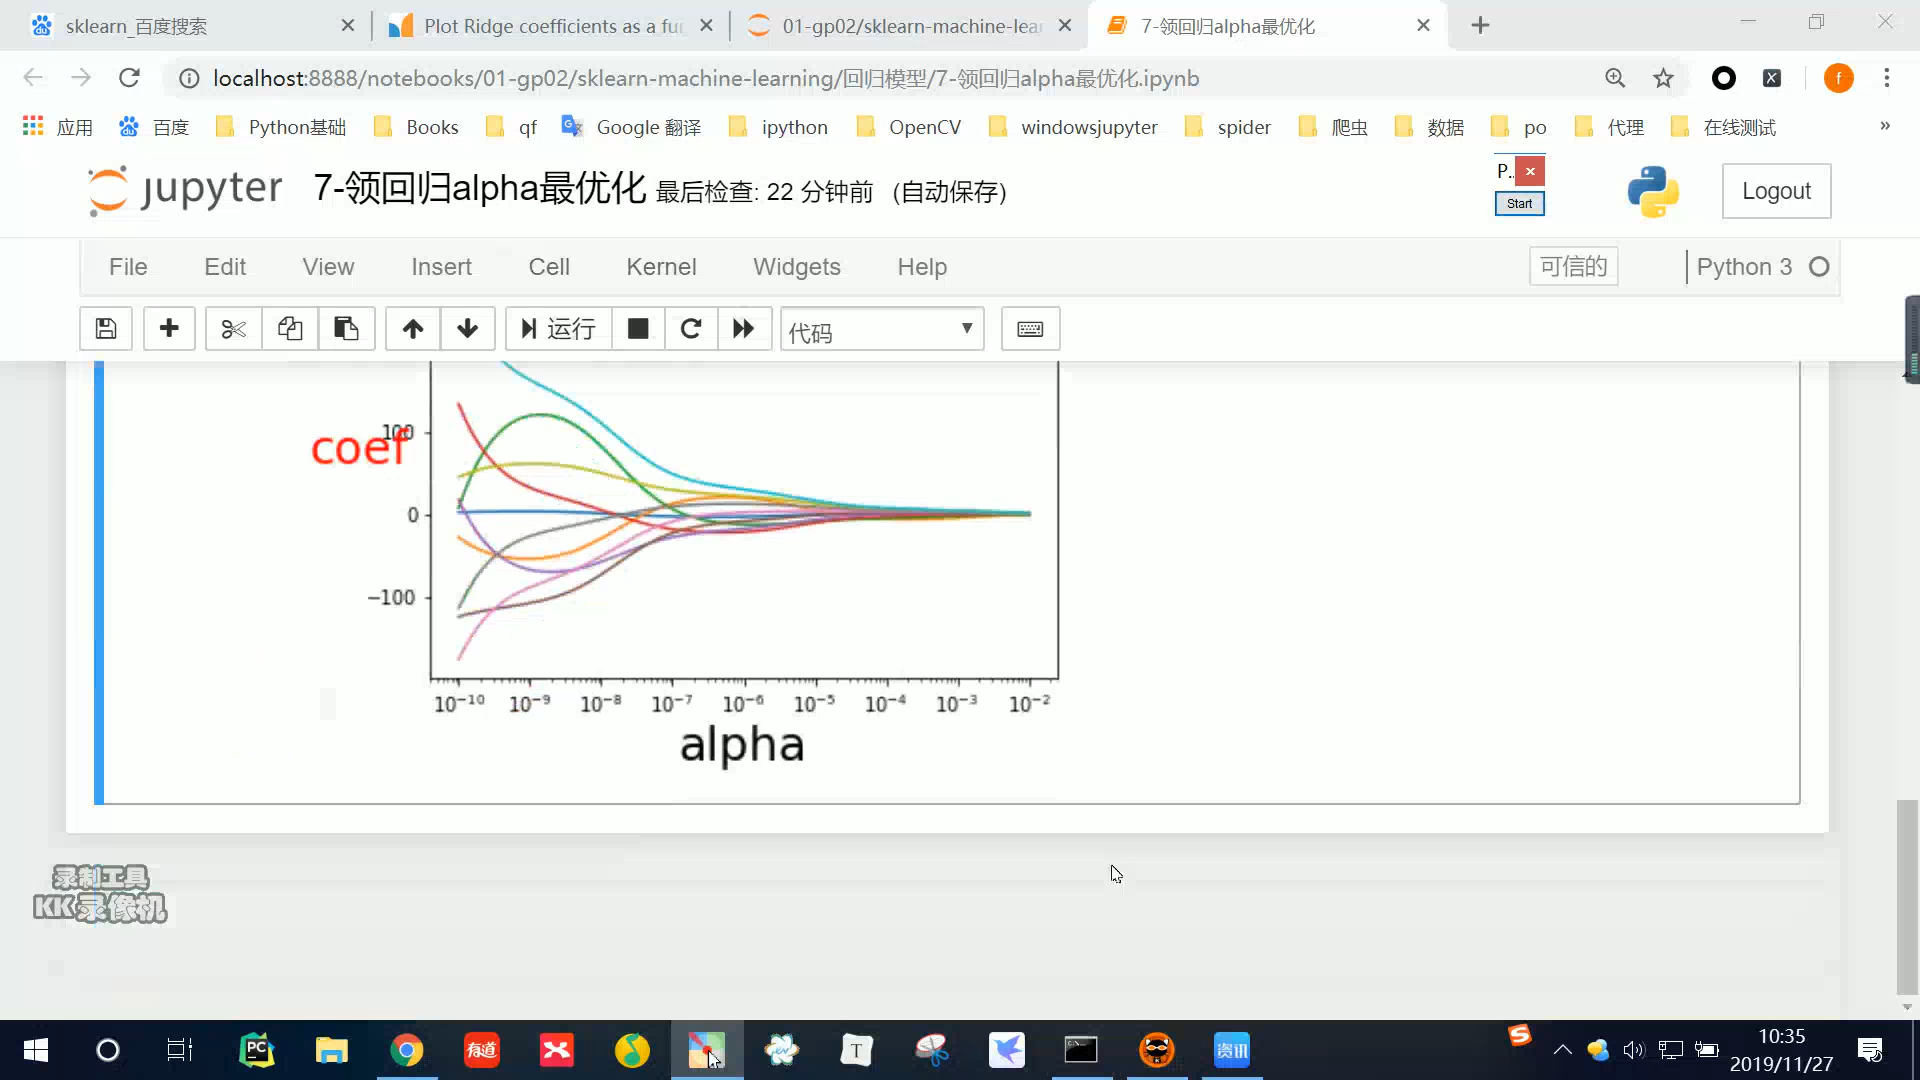 sklearn_百度搜索
Plot Ridge coefficients as a fu
01-gp02/sklearn-machine-lea
7-领回归alpha最优化
localhost:8888/notebooks/01-gp02/sklearn-machine-learning/回归模型/7-领回归alpha最优化.ipynb
f
应用
百度
Python基础
Books
qf
Google 翻译
ipython
OpenCV
windowsjupyter
spider
爬虫
数据
po
代理
在线测试
»
jupyter
7-领回归alpha最优化 最后检查: 22 分钟前 (自动保存)
P..
Start
Logout
File Edit View Insert Cell Kernel Widgets Help
可信的
Python 3
运行
代码
coef
100
0
−100
10⁻¹⁰ 10⁻⁹ 10⁻⁸ 10⁻⁷ 10⁻⁶ 10⁻⁵ 10⁻⁴ 10⁻³ 10⁻²
alpha
录制工具
KK录像机
PC
有道
T
资讯
10:35
2019/11/27